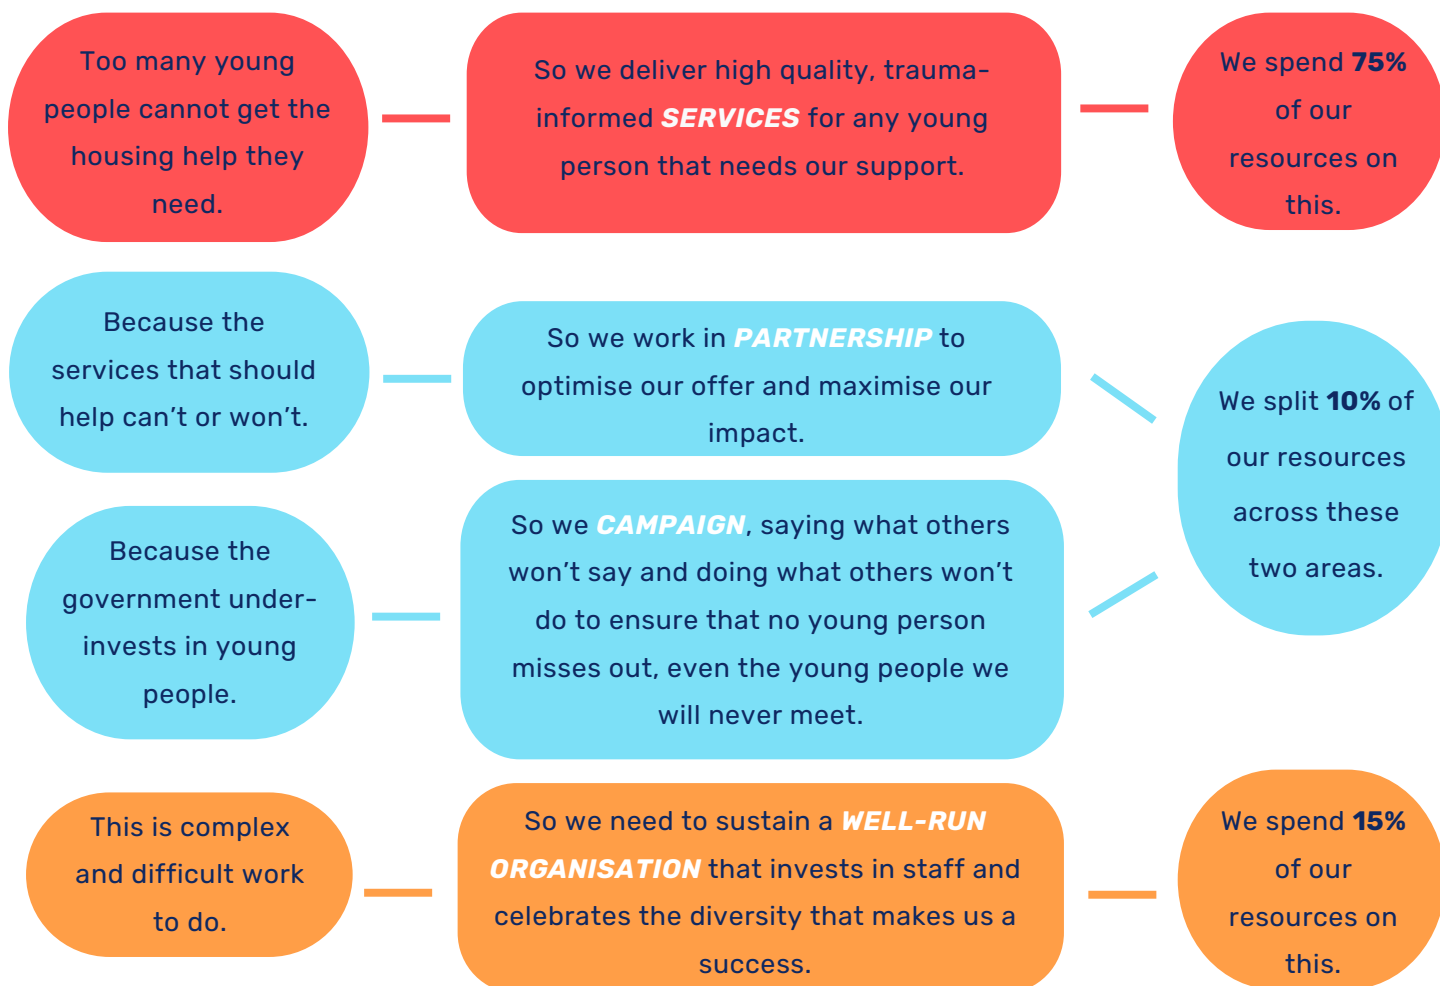 Too many young
people cannot get the
housing help they
need.
So we deliver high quality, trauma-
informed SERVICES for any young
person that needs our support.
We spend 75%
of our
resources on
this.
Because the
services that should
help can’t or won’t.
So we work in PARTNERSHIP to
optimise our offer and maximise our
impact.
Because the
government under-
invests in young
people.
So we CAMPAIGN, saying what others
won’t say and doing what others won’t
do to ensure that no young person
misses out, even the young people we
will never meet.
We split 10% of
our resources
across these
two areas.
This is complex
and difficult work
to do.
So we need to sustain a WELL-RUN
ORGANISATION that invests in staff and
celebrates the diversity that makes us a
success.
We spend 15%
of our
resources on
this.